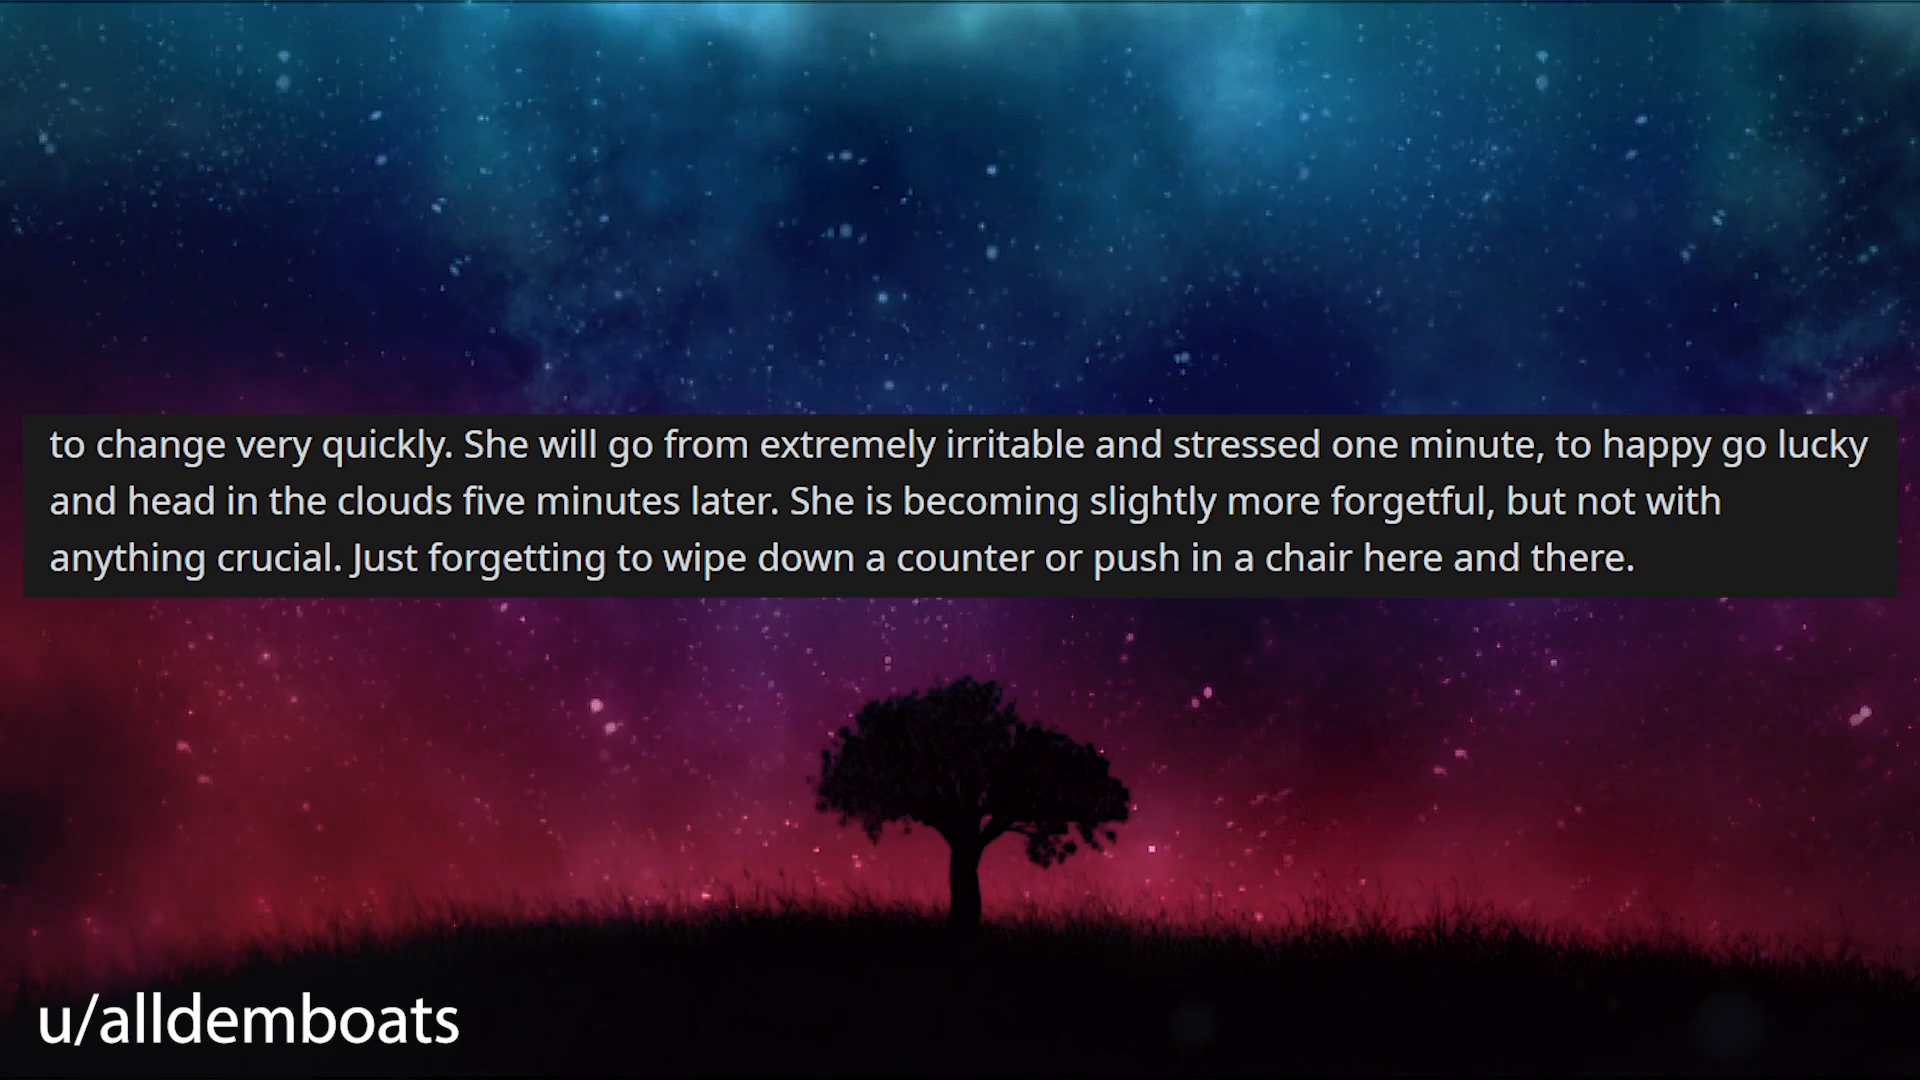 to change very quickly. She will go from extremely irritable and stressed one minute, to happy go lucky
and head in the clouds five minutes later. She is becoming slightly more forgetful, but not with
anything crucial. Just forgetting to wipe down a counter or push in a chair here and there.
u/alldemboats